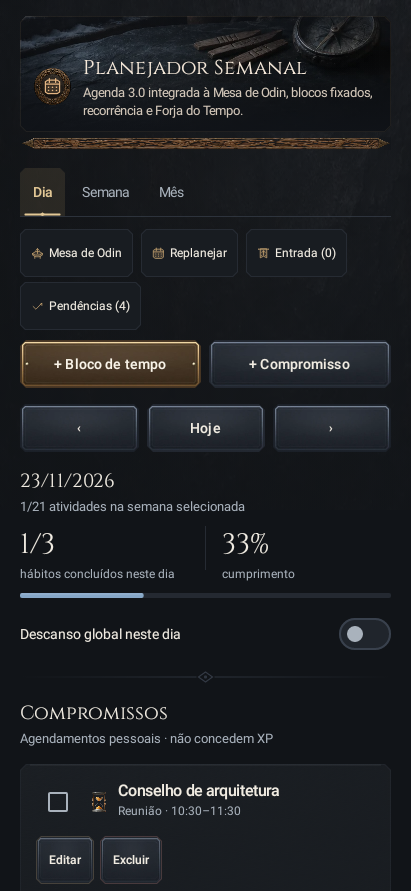 Planejador Semanal
Agenda 3.0 integrada à Mesa de Odin, blocos fixados,
recorrência e Forja do Tempo.
Dia Semana Mês
Mesa de Odin Replanejar Entrada (0)
Pendências (4)
+ Bloco de tempo + Compromisso
‹ Hoje ›
23/11/2026
1/21 atividades na semana selecionada
1/3 33%
hábitos concluídos neste dia cumprimento
Descanso global neste dia
Compromissos
Agendamentos pessoais · não concedem XP
Conselho de arquitetura
Reunião · 10:30–11:30
Editar Excluir